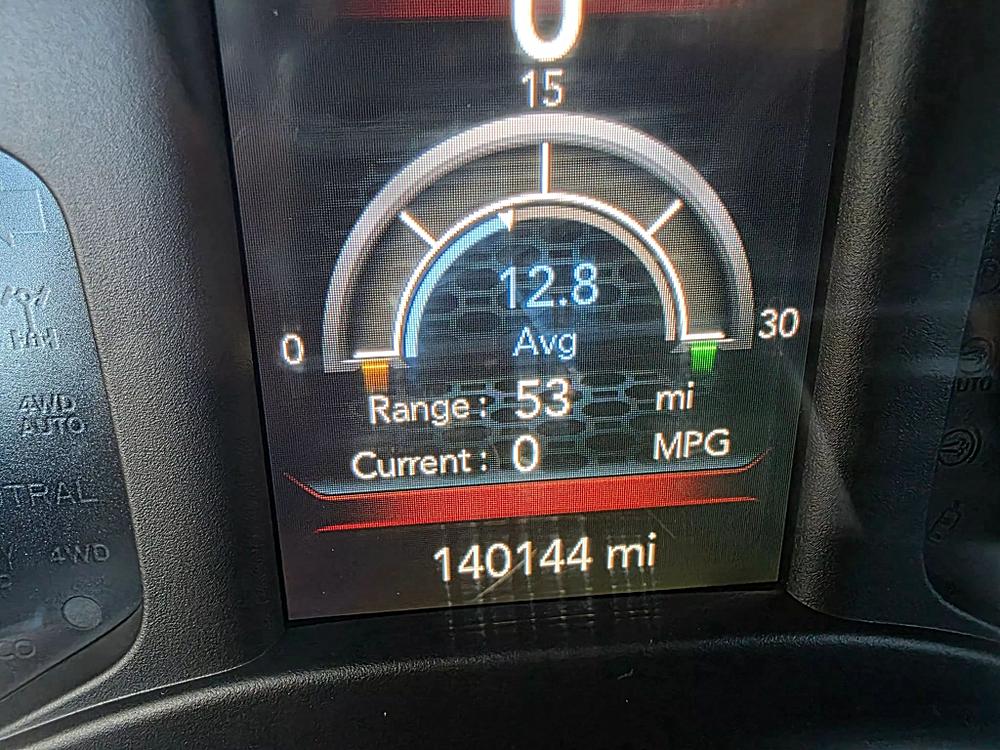 0
15
0 30
12.8
Avg
Range : 53 mi
Current : 0 MPG
140144 mi
4WD
AUTO
4WD